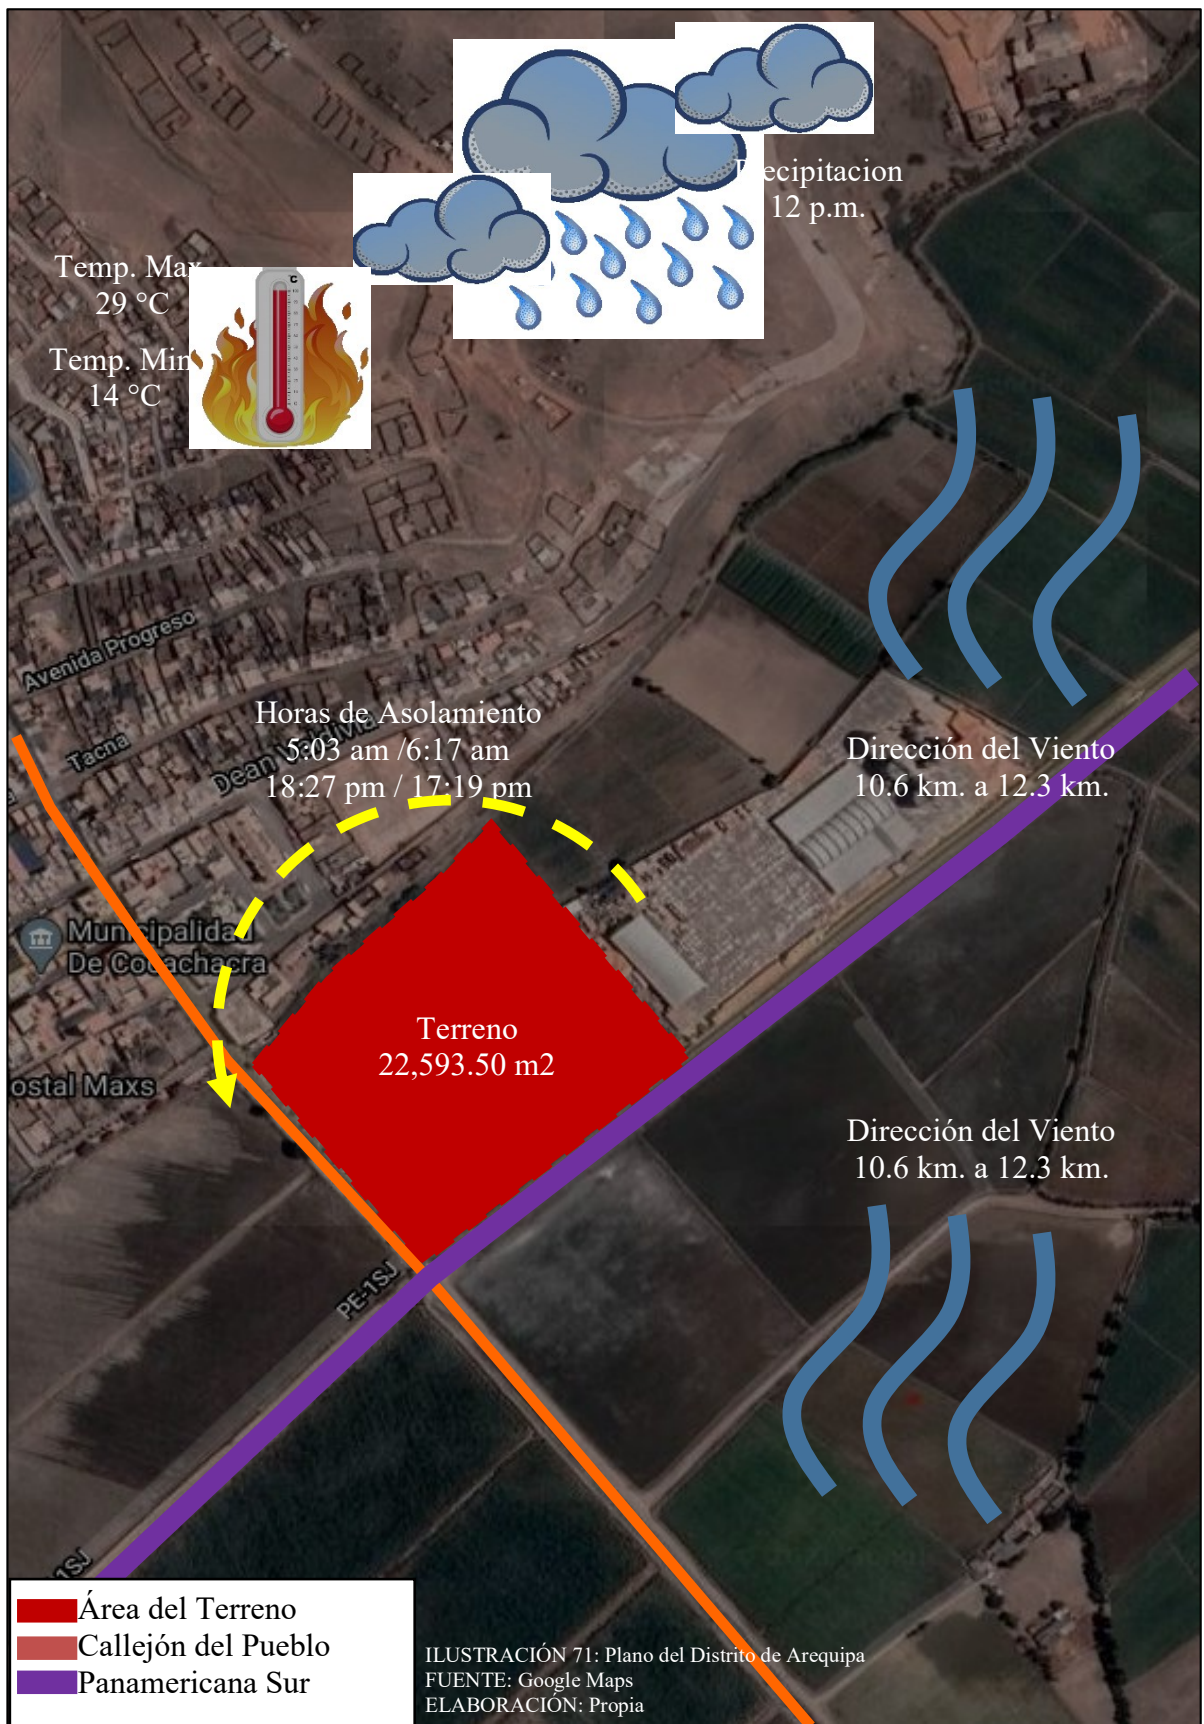 Precipitacion
12 p.m.
Temp. Max
29 °C
Temp. Min
14 °C
°C
Avenida Progreso
Tacna
Dean Valdivia
Horas de Asolamiento
5:03 am /6:17 am
18:27 pm / 17:19 pm
Dirección del Viento
10.6 km. a 12.3 km.
Municipalidad
De Cocachacra
Terreno
22,593.50 m2
ostal Maxs
Dirección del Viento
10.6 km. a 12.3 km.
PE-1SJ
1SJ
Área del Terreno
Callejón del Pueblo
Panamericana Sur
ILUSTRACIÓN 71: Plano del Distrito de Arequipa
FUENTE: Google Maps
ELABORACIÓN: Propia